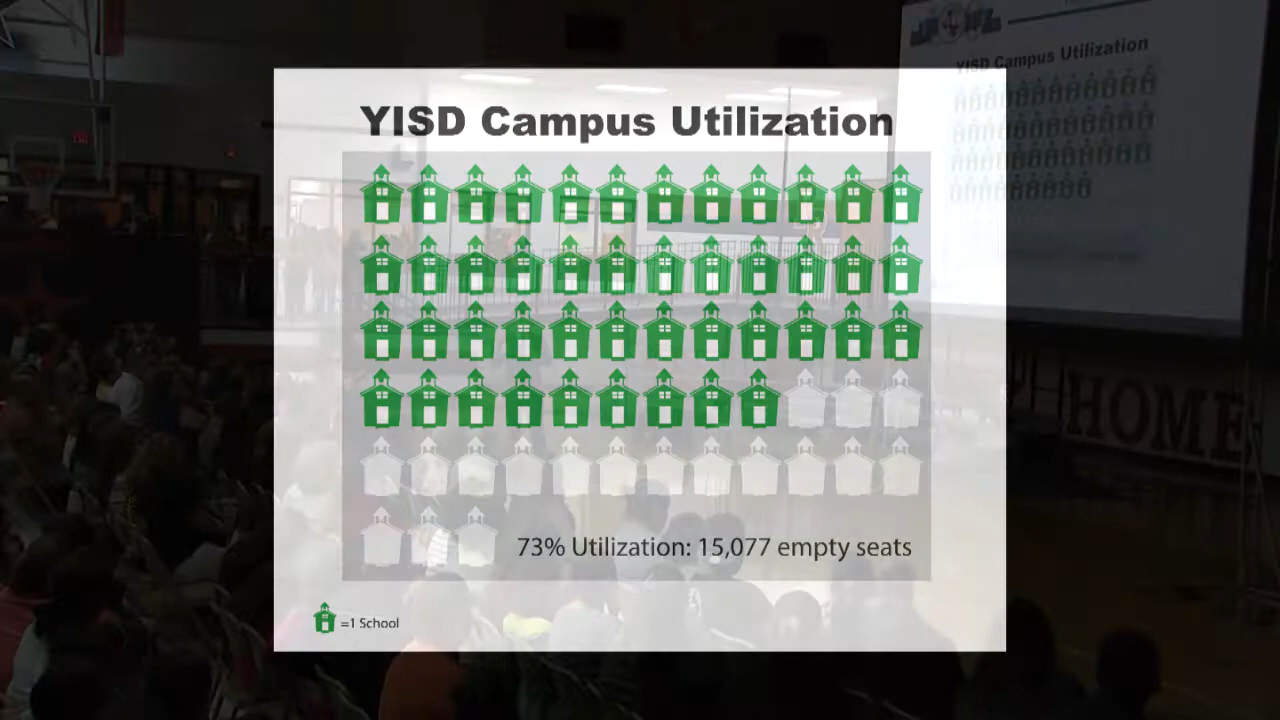 YISD Campus Utilization
YISD Campus Utilization
73% Utilization: 15,077 empty seats
=1 School
HOME